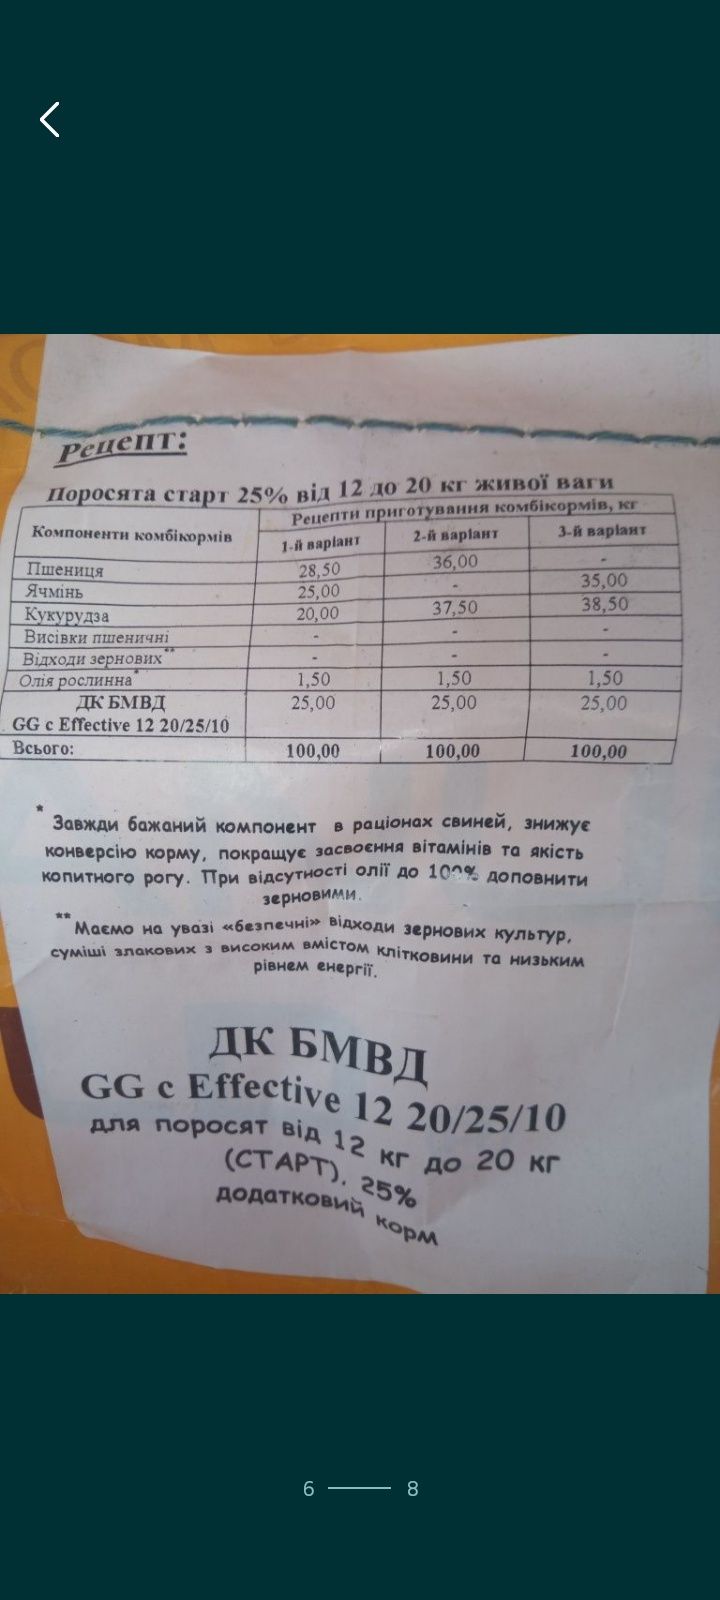 Рецепт:
Поросята старт 25% від 12 до 20 кг живої ваги
Компоненти комбікормів Рецепти приготування комбікормів, кг
1-й варіант 2-й варіант 3-й варіант
Пшениця 28,50 36,00 -
Ячмінь 25,00 - 35,00
Кукурудза 20,00 37,50 38,50
Висівки пшеничні - - -
Відходи зернових** - - -
Олія рослинна* 1,50 1,50 1,50
ДК БМВД 25,00 25,00 25,00
GG с Effective 12 20/25/10
Всього: 100,00 100,00 100,00
* Завжди бажаний компонент в раціонах свиней, знижує
конверсію корму, покращує засвоєння вітамінів та якість
копитного рогу. При відсутності олії до 100% доповнити
зерновими.
** Маємо на увазі «безпечні» відходи зернових культур,
суміші злакових з високим вмістом клітковини та низьким
рівнем енергії.
ДК БМВД
GG с Effective 12 20/25/10
для поросят від 12 кг до 20 кг
(СТАРТ), 25%
додатковий корм
6 8